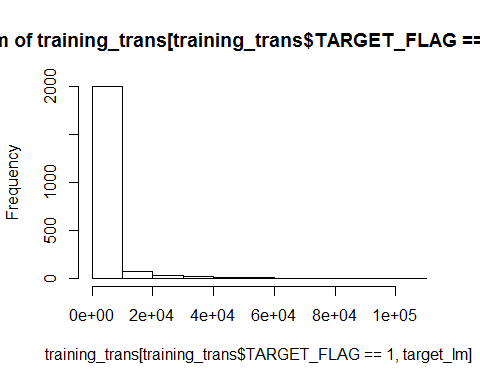 m of training_trans[training_trans$TARGET_FLAG ==
Frequency
2000
1000
500
0
0e+00 2e+04 4e+04 6e+04 8e+04 1e+05
training_trans[training_trans$TARGET_FLAG == 1, target_lm]